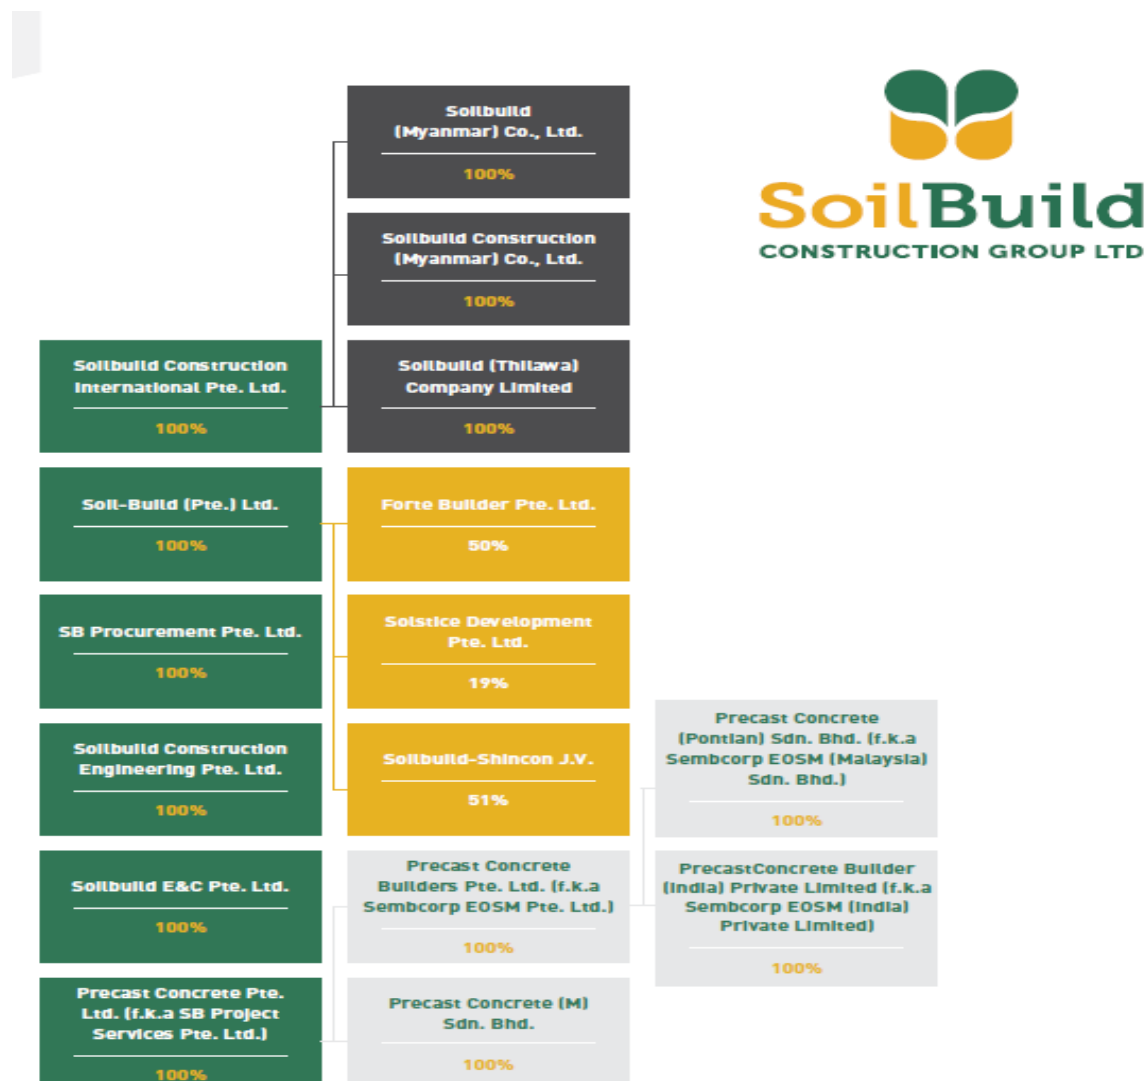 Soilbuild
(Myanmar) Co., Ltd.
100%
SoilBuild
CONSTRUCTION GROUP LTD
Soilbuild Construction
(Myanmar) Co., Ltd.
100%
Soilbuild Construction
International Pte. Ltd.
100%
Soilbuild (Thilawa)
Company Limited
100%
Soil-Build (Pte.) Ltd.
100%
Forte Builder Pte. Ltd.
50%
SB Procurement Pte. Ltd.
100%
Solstice Development
Pte. Ltd.
19%
Soilbuild Construction
Engineering Pte. Ltd.
100%
Soilbuild-Shincon J.V.
51%
Precast Concrete
(Pontian) Sdn. Bhd. (f.k.a
Sembcorp EOSM (Malaysia)
Sdn. Bhd.)
100%
Soilbuild E&C Pte. Ltd.
100%
Precast Concrete
Builders Pte. Ltd. (f.k.a
Sembcorp EOSM Pte. Ltd.)
100%
PrecastConcrete Builder
(India) Private Limited (f.k.a
Sembcorp EOSM (India)
Private Limited)
100%
Precast Concrete Pte.
Ltd. (f.k.a SB Project
Services Pte. Ltd.)
100%
Precast Concrete (M)
Sdn. Bhd.
100%